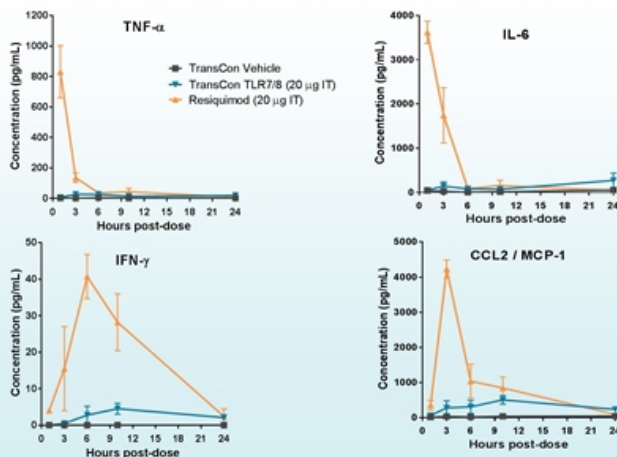 TNF-α
1200
1000
800
600
400
200
0
Concentration (pg/mL)
0 3 6 9 12 15 18 21 24
Hours post-dose
TransCon Vehicle
TransCon TLR7/8 (20 µg IT)
Resiquimod (20 µg IT)
IL-6
4000
3000
2000
1000
0
Concentration (pg/mL)
0 3 6 9 12 15 18 21 24
Hours post-dose
IFN-γ
50
40
30
20
10
0
Concentration (pg/mL)
0 3 6 9 12 15 18 21 24
Hours post-dose
CCL2 / MCP-1
5000
4000
3000
2000
1000
0
Concentration (pg/mL)
0 3 6 9 12 15 18 21 24
Hours post-dose